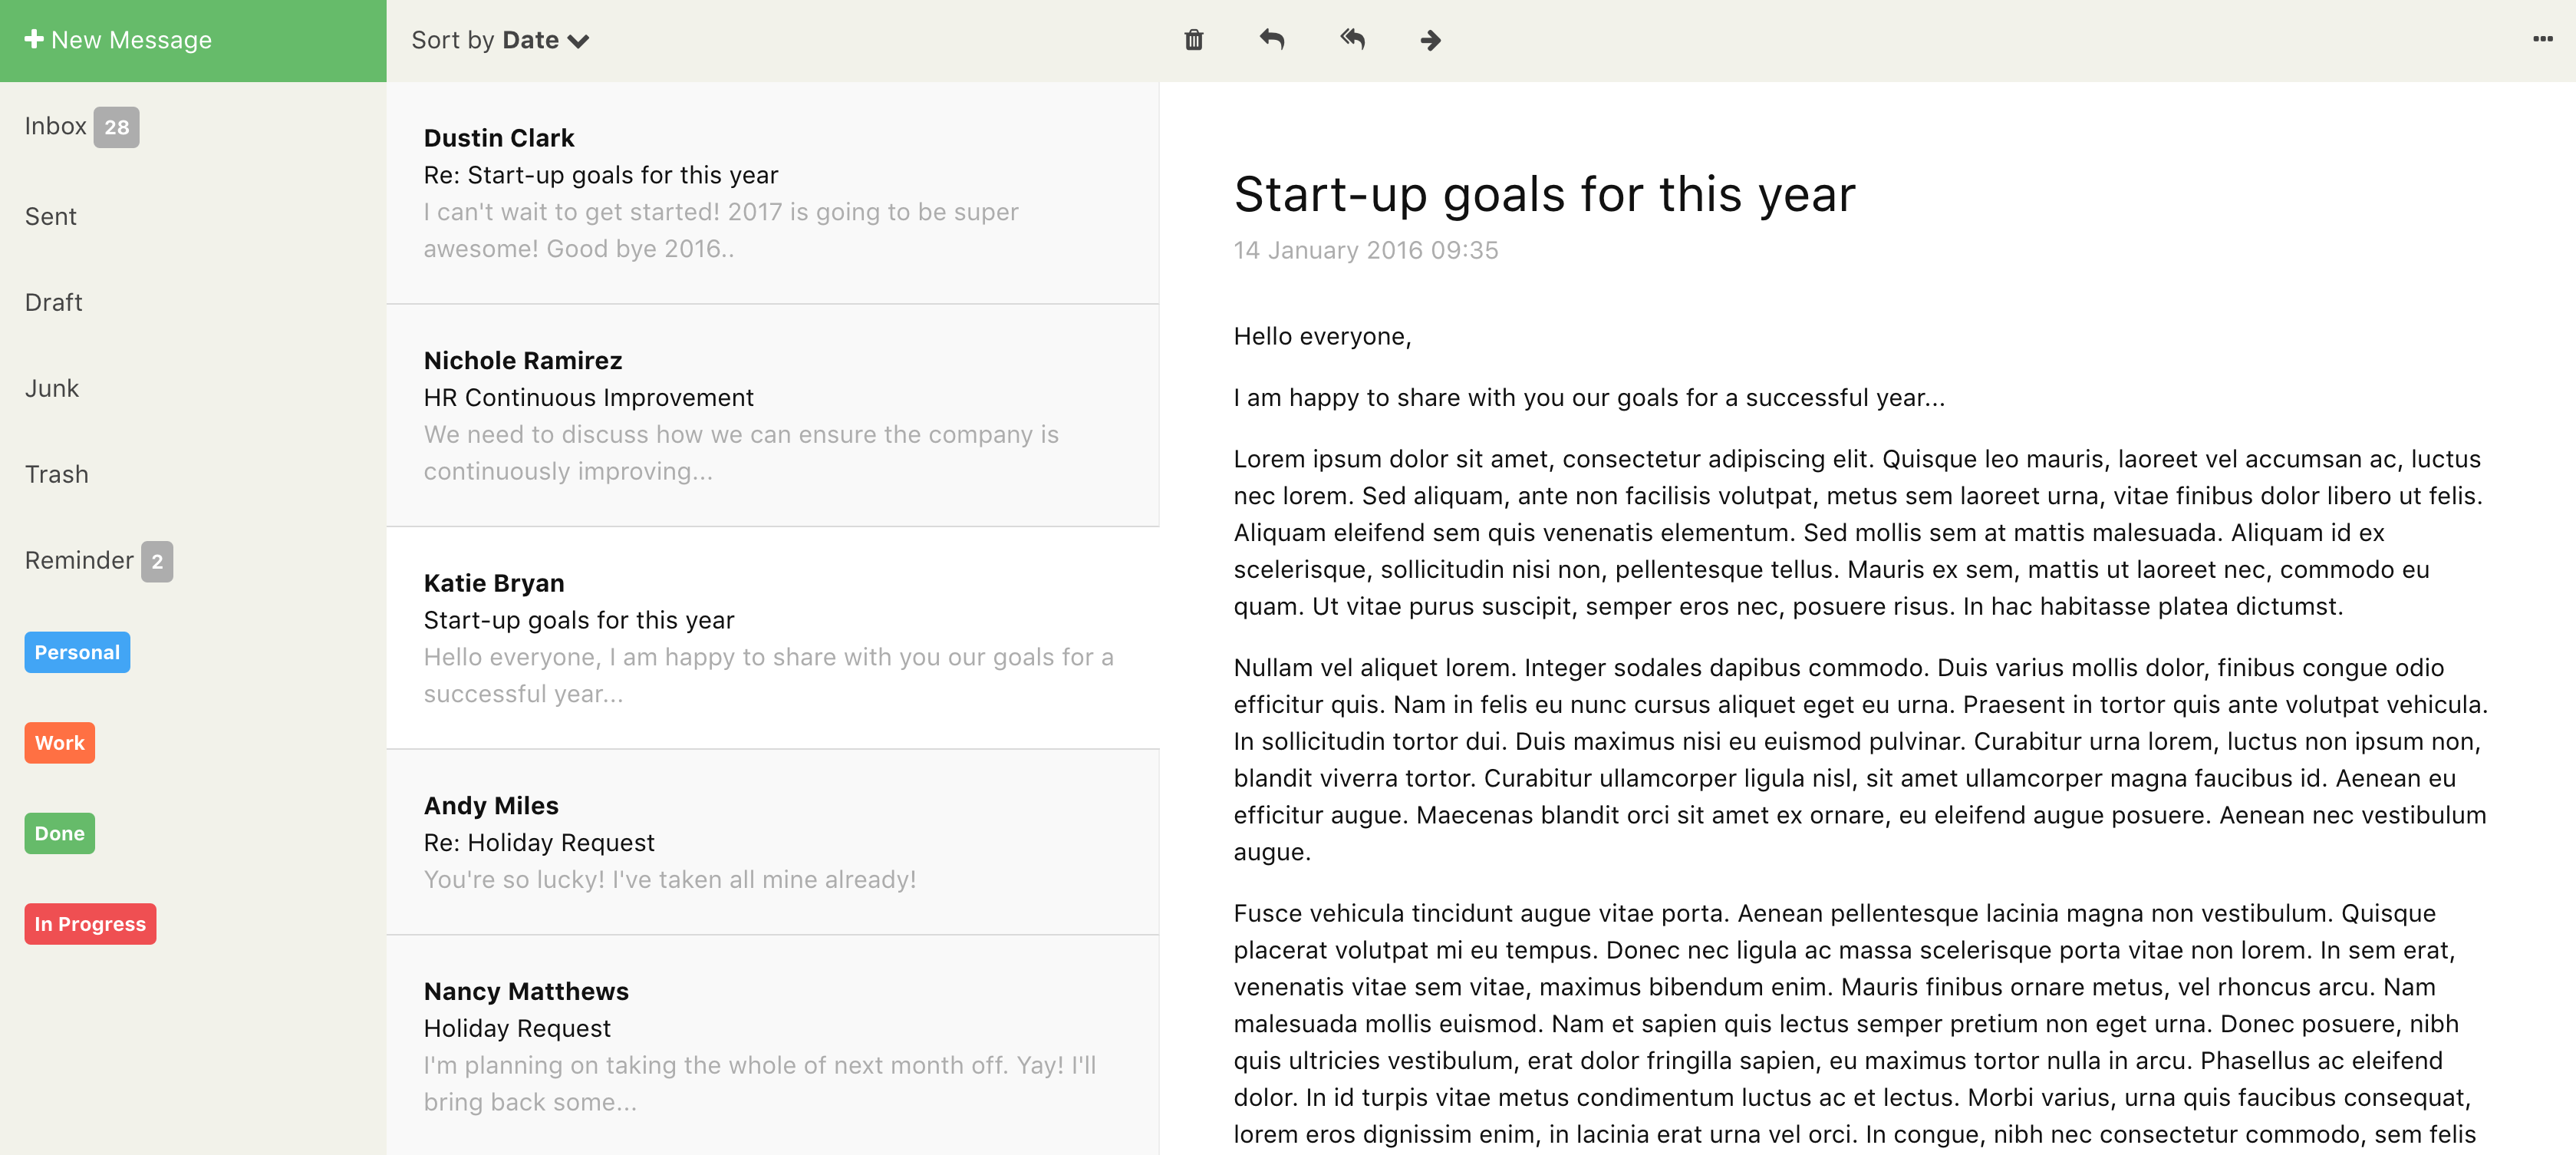 New Message
Inbox 28
Sent
Draft
Junk
Trash
Reminder 2
Personal
Work
Done
In Progress
Sort by Date
Dustin Clark
Re: Start-up goals for this year
I can't wait to get started! 2017 is going to be super
awesome! Good bye 2016..
Nichole Ramirez
HR Continuous Improvement
We need to discuss how we can ensure the company is
continuously improving...
Katie Bryan
Start-up goals for this year
Hello everyone, I am happy to share with you our goals for a
successful year...
Andy Miles
Re: Holiday Request
You're so lucky! I've taken all mine already!
Nancy Matthews
Holiday Request
I'm planning on taking the whole of next month off. Yay! I'll
bring back some...
Start-up goals for this year
14 January 2016 09:35
Hello everyone,
I am happy to share with you our goals for a successful year...
Lorem ipsum dolor sit amet, consectetur adipiscing elit. Quisque leo mauris, laoreet vel accumsan ac, luctus
nec lorem. Sed aliquam, ante non facilisis volutpat, metus sem laoreet urna, vitae finibus dolor libero ut felis.
Aliquam eleifend sem quis venenatis elementum. Sed mollis sem at mattis malesuada. Aliquam id ex
scelerisque, sollicitudin nisi non, pellentesque tellus. Mauris ex sem, mattis ut laoreet nec, commodo eu
quam. Ut vitae purus suscipit, semper eros nec, posuere risus. In hac habitasse platea dictumst.
Nullam vel aliquet lorem. Integer sodales dapibus commodo. Duis varius mollis dolor, finibus congue odio
efficitur quis. Nam in felis eu nunc cursus aliquet eget eu urna. Praesent in tortor quis ante volutpat vehicula.
In sollicitudin tortor dui. Duis maximus nisi eu euismod pulvinar. Curabitur urna lorem, luctus non ipsum non,
blandit viverra tortor. Curabitur ullamcorper ligula nisl, sit amet ullamcorper magna faucibus id. Aenean eu
efficitur augue. Maecenas blandit orci sit amet ex ornare, eu eleifend augue posuere. Aenean nec vestibulum
augue.
Fusce vehicula tincidunt augue vitae porta. Aenean pellentesque lacinia magna non vestibulum. Quisque
placerat volutpat mi eu tempus. Donec nec ligula ac massa scelerisque porta vitae non lorem. In sem erat,
venenatis vitae sem vitae, maximus bibendum enim. Mauris finibus ornare metus, vel rhoncus arcu. Nam
malesuada mollis euismod. Nam et sapien quis lectus semper pretium non eget urna. Donec posuere, nibh
quis ultricies vestibulum, erat dolor fringilla sapien, eu maximus tortor nulla in arcu. Phasellus ac eleifend
dolor. In id turpis vitae metus condimentum luctus ac et lectus. Morbi varius, urna quis faucibus consequat,
lorem eros dignissim enim, in lacinia erat urna vel orci. In congue, nibh nec consectetur commodo, sem felis